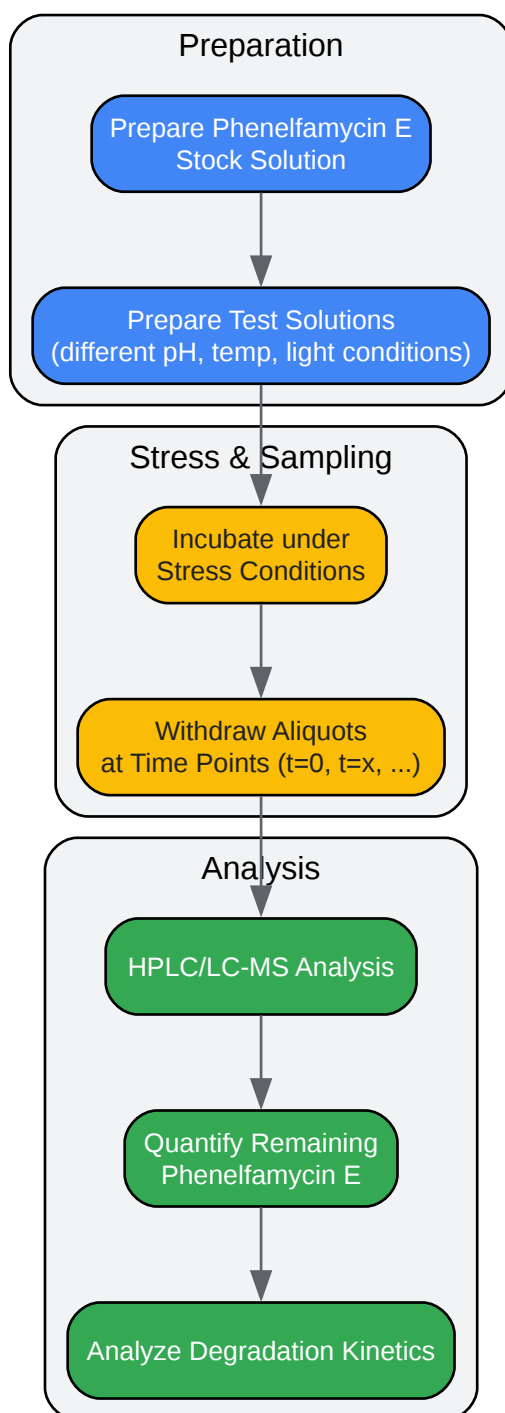 Preparation
Prepare Phenelfamycin E
Stock Solution
Prepare Test Solutions
(different pH, temp, light conditions)
Stress & Sampling
Incubate under
Stress Conditions
Withdraw Aliquots
at Time Points (t=0, t=x, ...)
Analysis
HPLC/LC-MS Analysis
Quantify Remaining
Phenelfamycin E
Analyze Degradation Kinetics